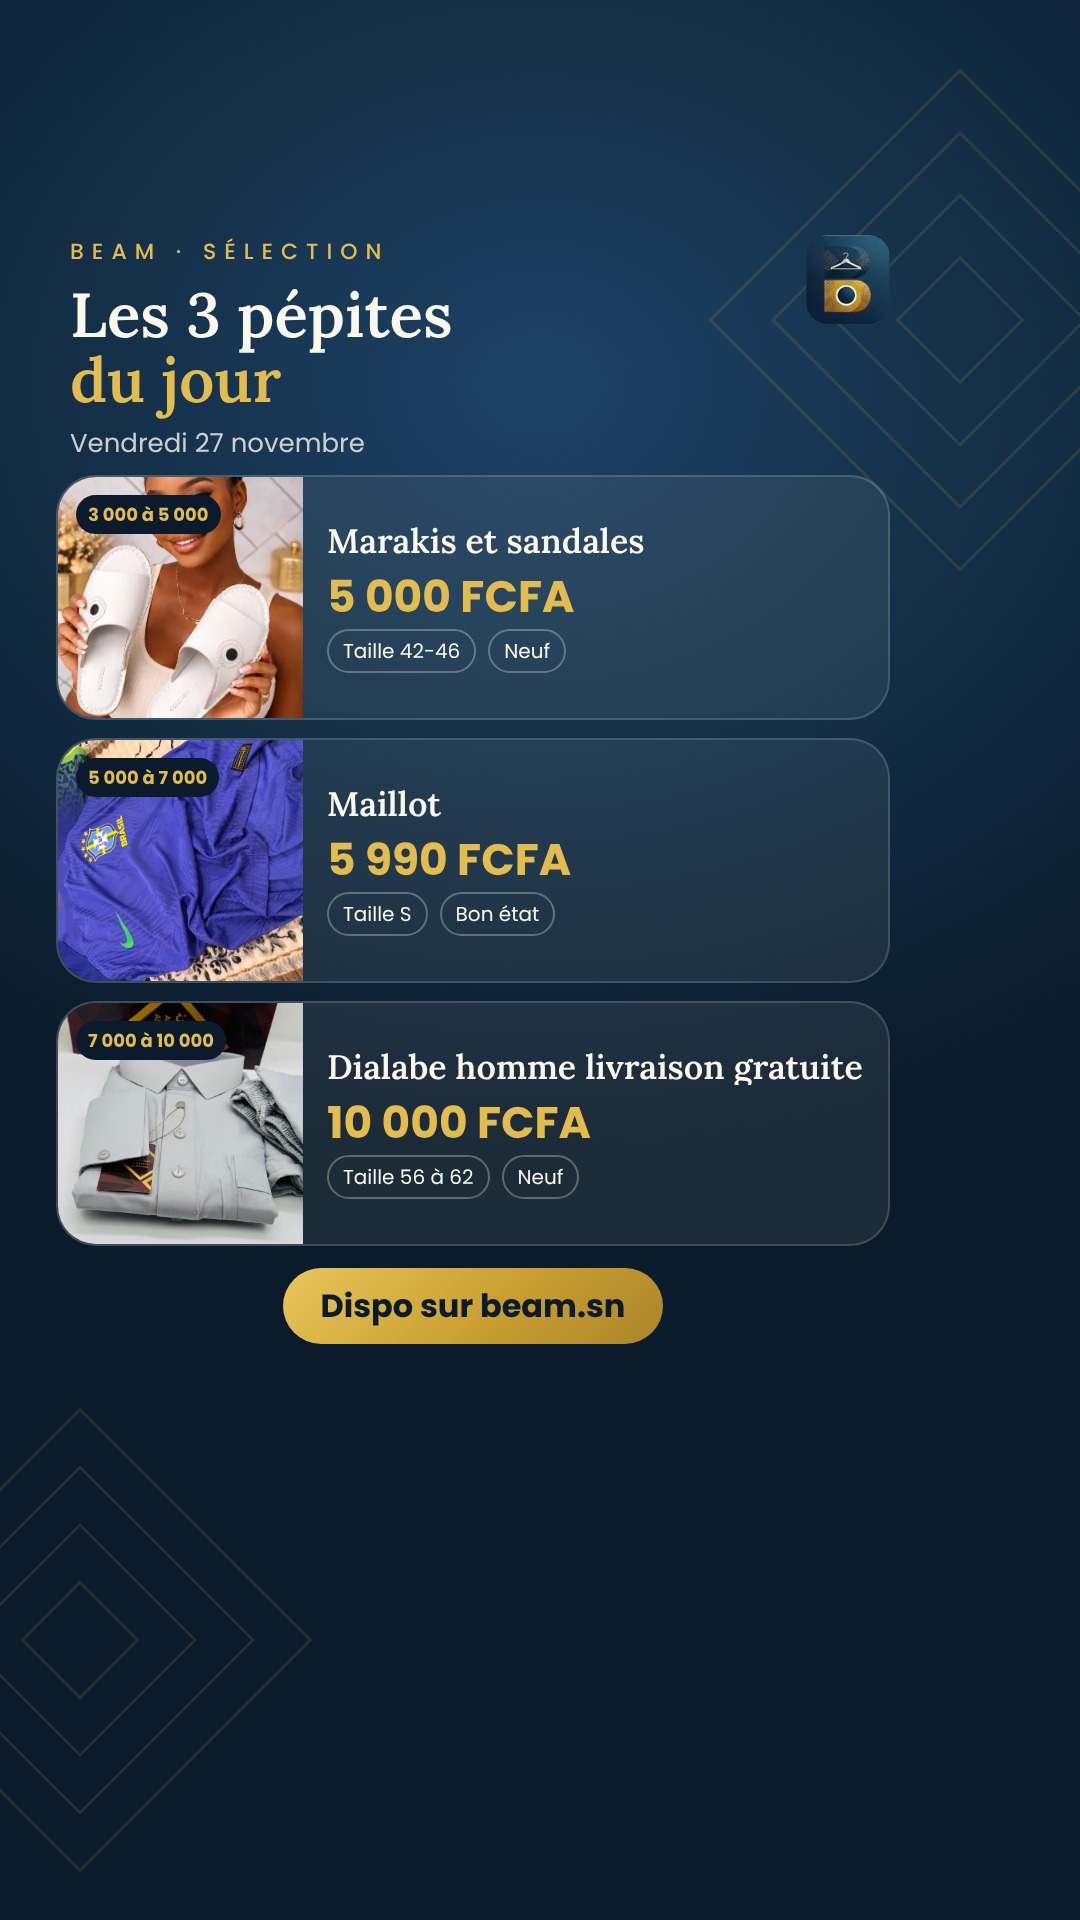 BEAM · SÉLECTION
Les 3 pépites
du jour
Vendredi 27 novembre
3 000 à 5 000
Marakis et sandales
5 000 FCFA
Taille 42-46
Neuf
5 000 à 7 000
BRASIL
Maillot
5 990 FCFA
Taille S
Bon état
7 000 à 10 000
Dialabe homme livraison gratuite
10 000 FCFA
Taille 56 à 62
Neuf
Dispo sur beam.sn